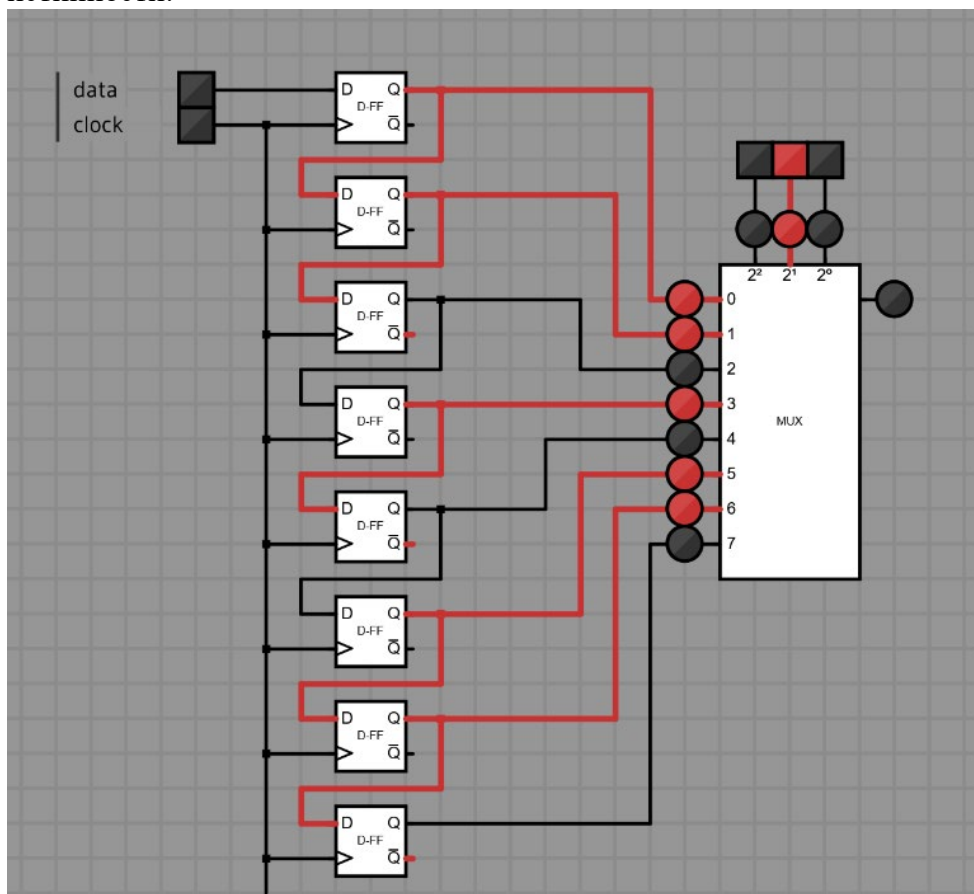 data
clock
D Q
D-FF
Q̅
D Q
D-FF
Q̅
D Q
D-FF
Q̅
D Q
D-FF
Q̅
D Q
D-FF
Q̅
D Q
D-FF
Q̅
D Q
D-FF
Q̅
D Q
D-FF
Q̅
2² 2¹ 2⁰
0
1
2
3
4
5
6
7
MUX